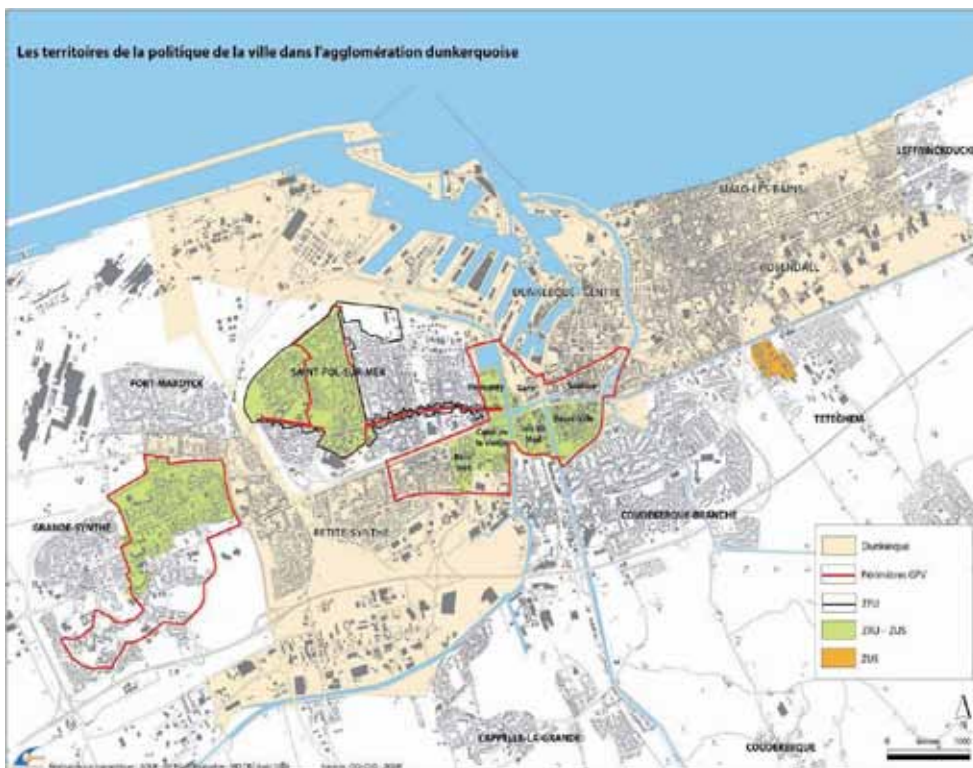 Les territoires de la politique de la ville dans l'agglomération dunkerquoise
LEFFRINCKOUCKE
MALO-LES-BAINS
ROSENDAEL
DUNKERQUE - CENTRE
SAINT-POL-SUR-MER
FORT-MARDYCK
Gare
TETEGHEM
GRANDE-SYNTHE
COUDEKERQUE-BRANCHE
PETITE-SYNTHE
Dunkerque
Périmètres GPV
ZFU
ZRU - ZUS
ZUS
CAPPELLE-LA-GRANDE
COUDEKERQUE
N
0
1000